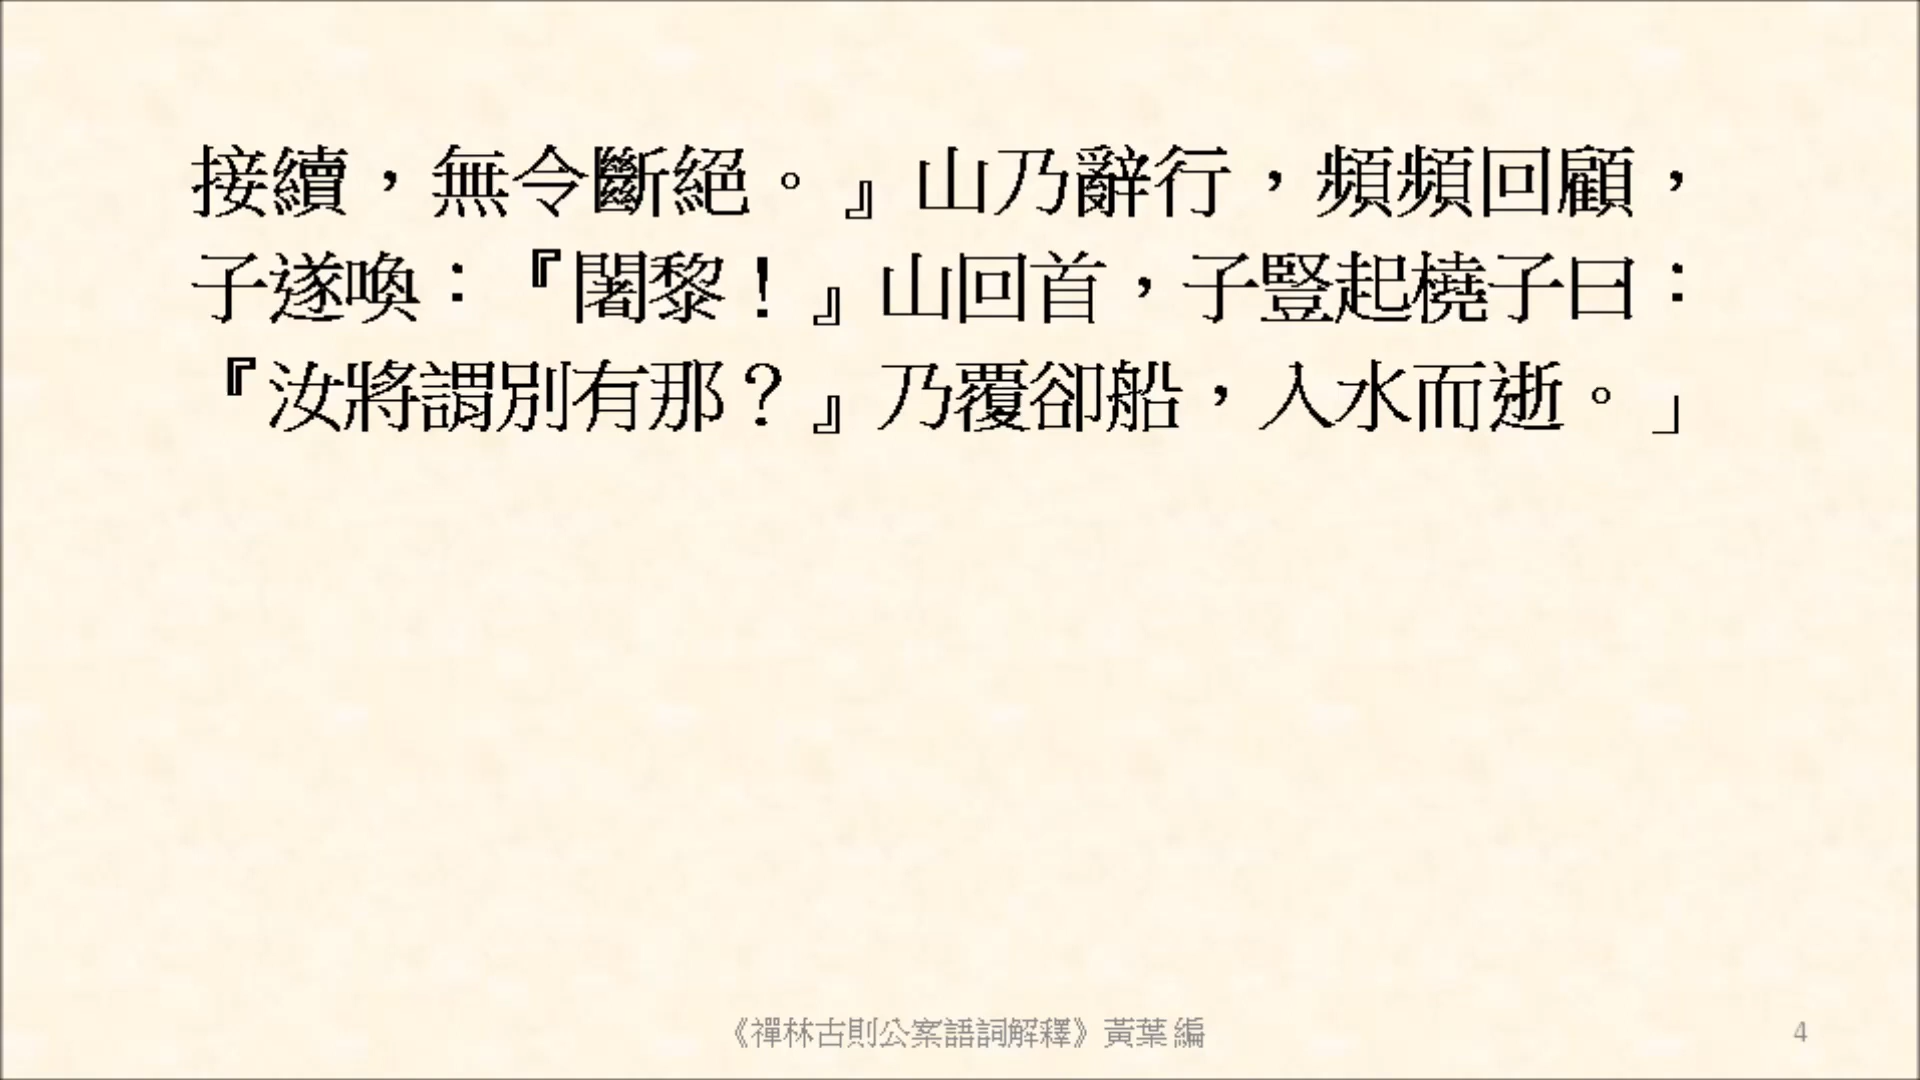 接續，無令斷絕。』山乃辭行，頻頻回顧，
子遂喚：『闍黎！』山回首，子豎起橈子曰：
『汝將謂別有那？』乃覆卻船，入水而逝。」
《禪林古則公案語詞解釋》黃葉 編
4